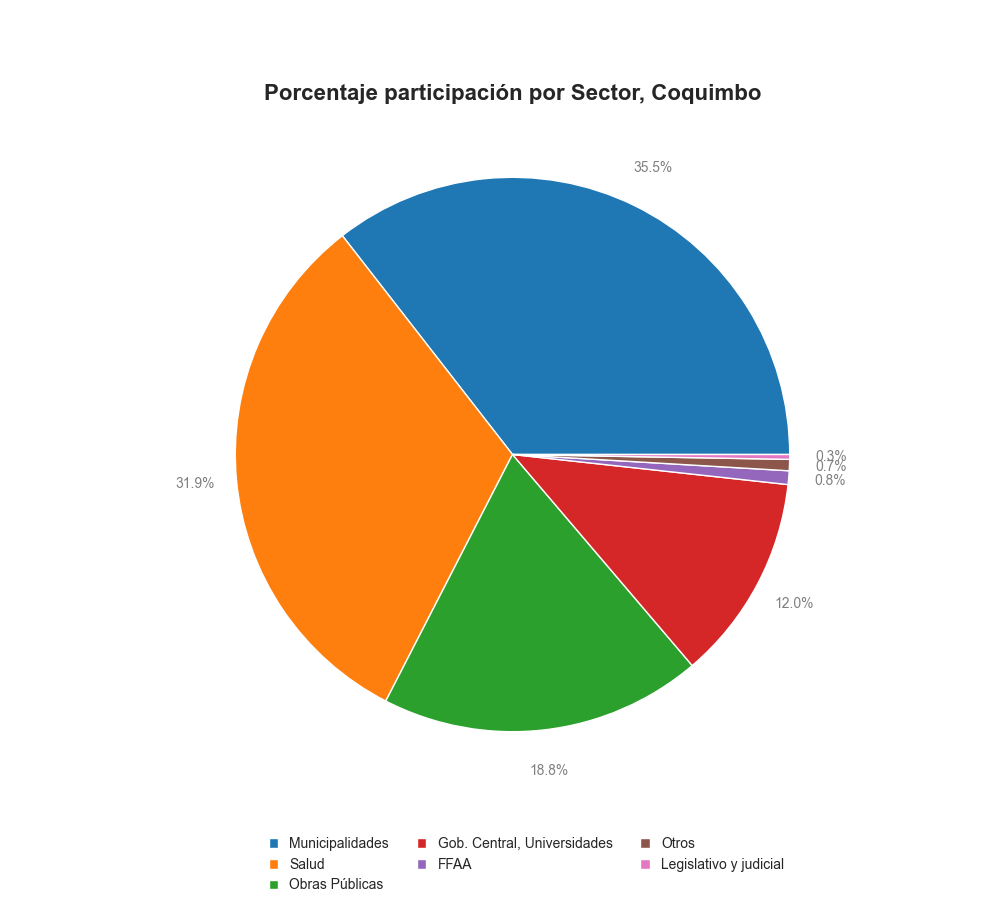 Porcentaje participación por Sector, Coquimbo
35.5%
31.9%
18.8%
12.0%
0.8%
0.7%
0.3%
Municipalidades
Salud
Obras Públicas
Gob. Central, Universidades
FFAA
Otros
Legislativo y judicial